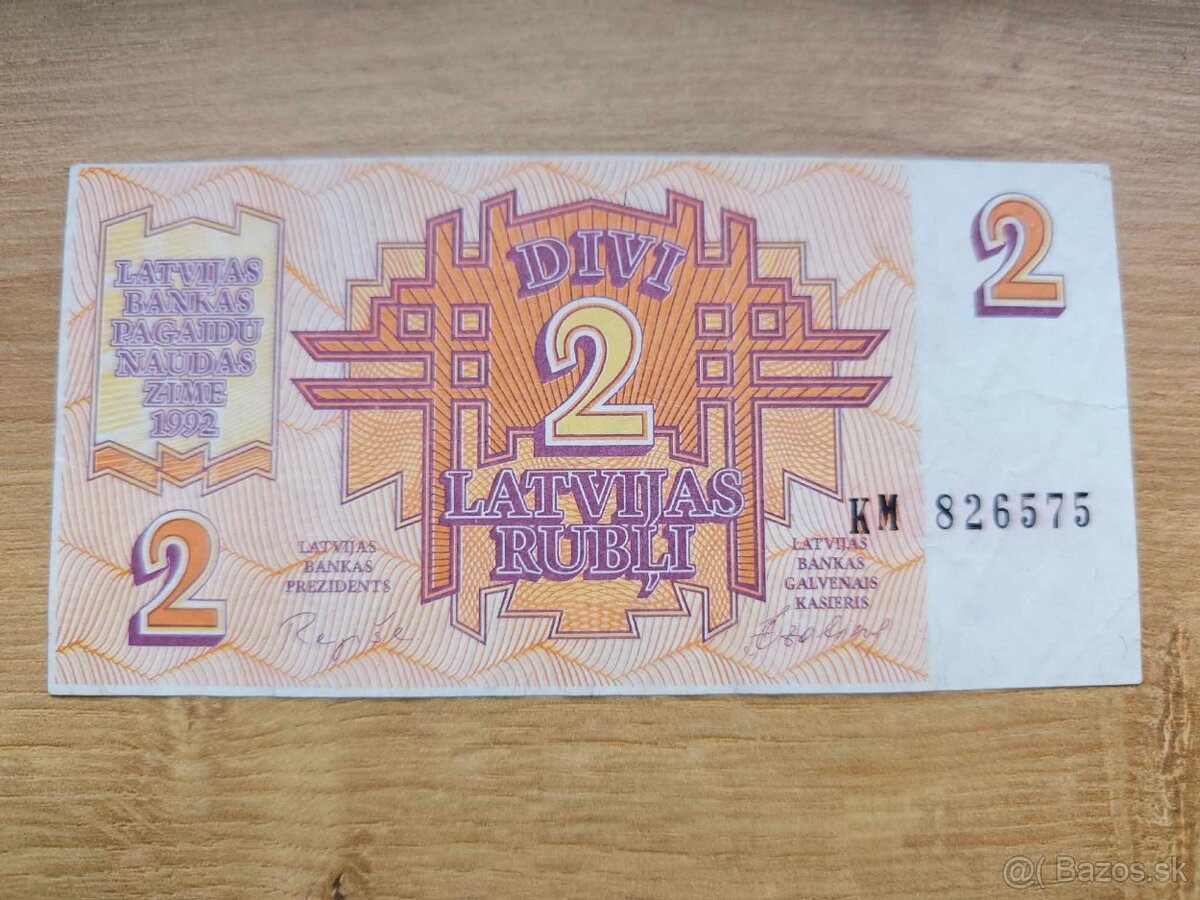 LATVIJAS
BANKAS
PAGAIDU
NAUDAS
ZĪME
1992
DIVI
2
LATVIJAS
RUBĻI
2
2
LATVIJAS
BANKAS
PREZIDENTS
LATVIJAS
BANKAS
GALVENAIS
KASIERIS
KM 826575
@( Bazos.sk